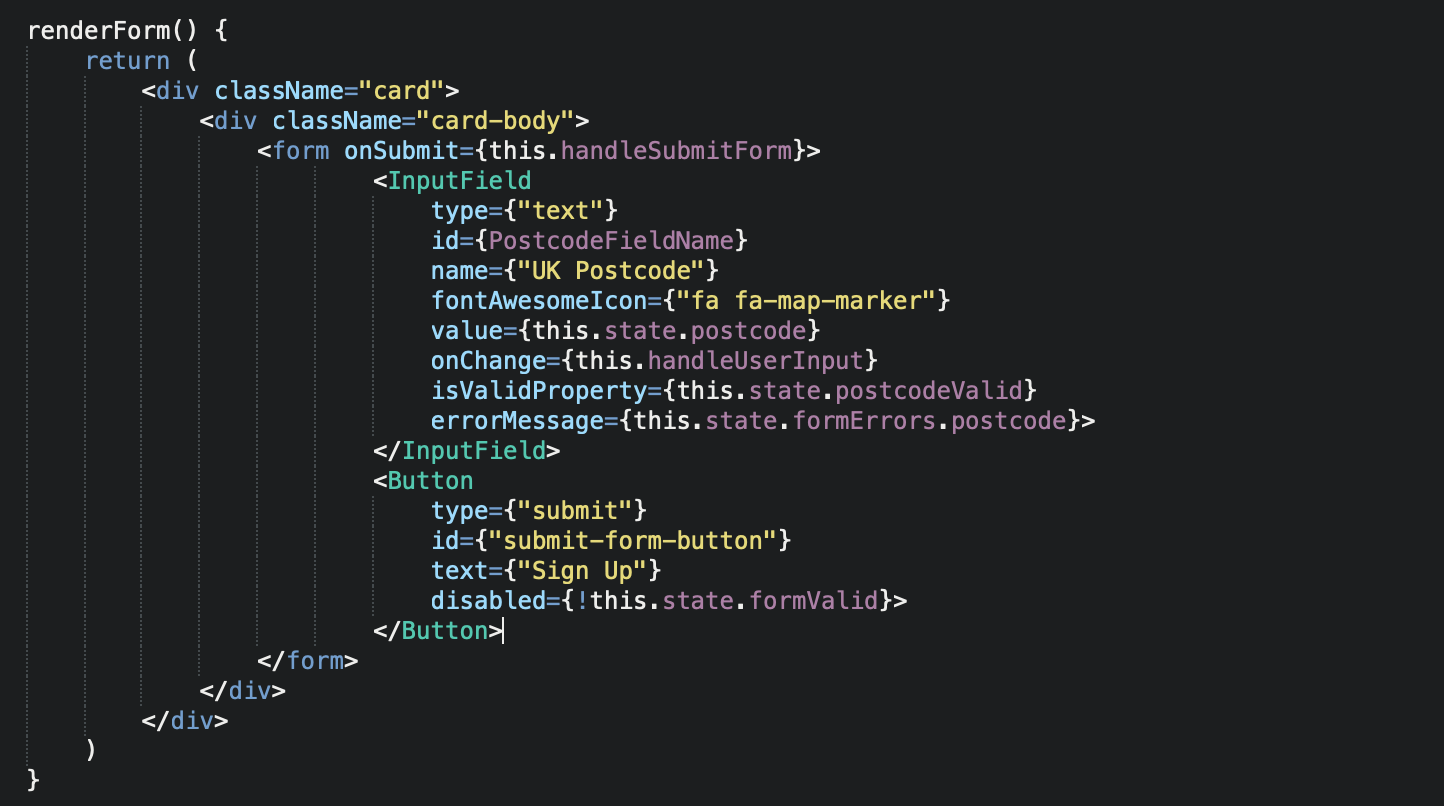 renderForm() {
    return (
        <div className="card">
            <div className="card-body">
                <form onSubmit={this.handleSubmitForm}>
                        <InputField
                            type={"text"}
                            id={PostcodeFieldName}
                            name={"UK Postcode"}
                            fontAwesomeIcon={"fa fa-map-marker"}
                            value={this.state.postcode}
                            onChange={this.handleUserInput}
                            isValidProperty={this.state.postcodeValid}
                            errorMessage={this.state.formErrors.postcode}>
                        </InputField>
                        <Button
                            type={"submit"}
                            id={"submit-form-button"}
                            text={"Sign Up"}
                            disabled={!this.state.formValid}>
                        </Button>
                </form>
            </div>
        </div>
    )
}